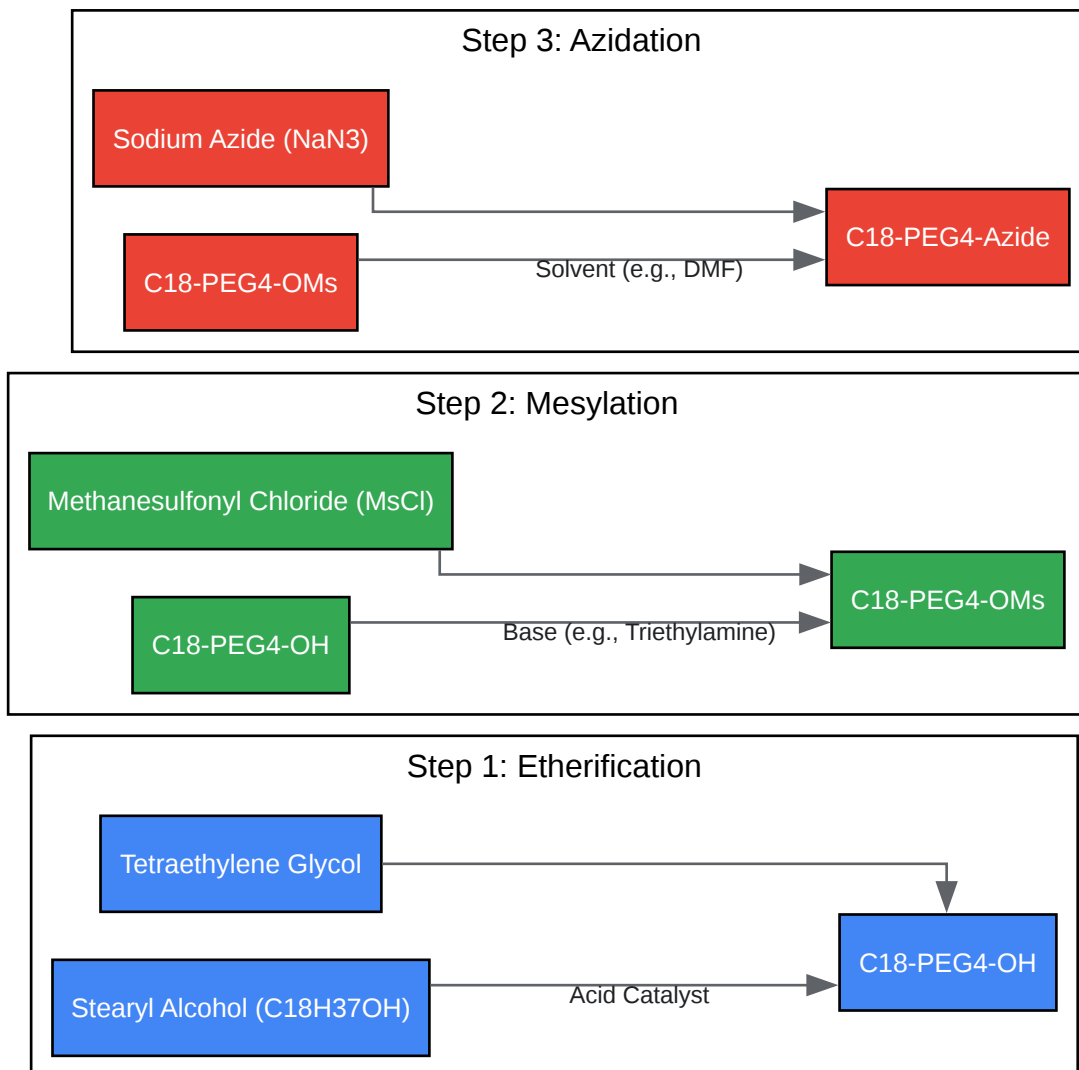 Step 3: Azidation
Sodium Azide (NaN3)
C18-PEG4-Azide
C18-PEG4-OMs
Solvent (e.g., DMF)
Step 2: Mesylation
Methanesulfonyl Chloride (MsCl)
C18-PEG4-OMs
C18-PEG4-OH
Base (e.g., Triethylamine)
Step 1: Etherification
Tetraethylene Glycol
C18-PEG4-OH
Stearyl Alcohol (C18H37OH)
Acid Catalyst